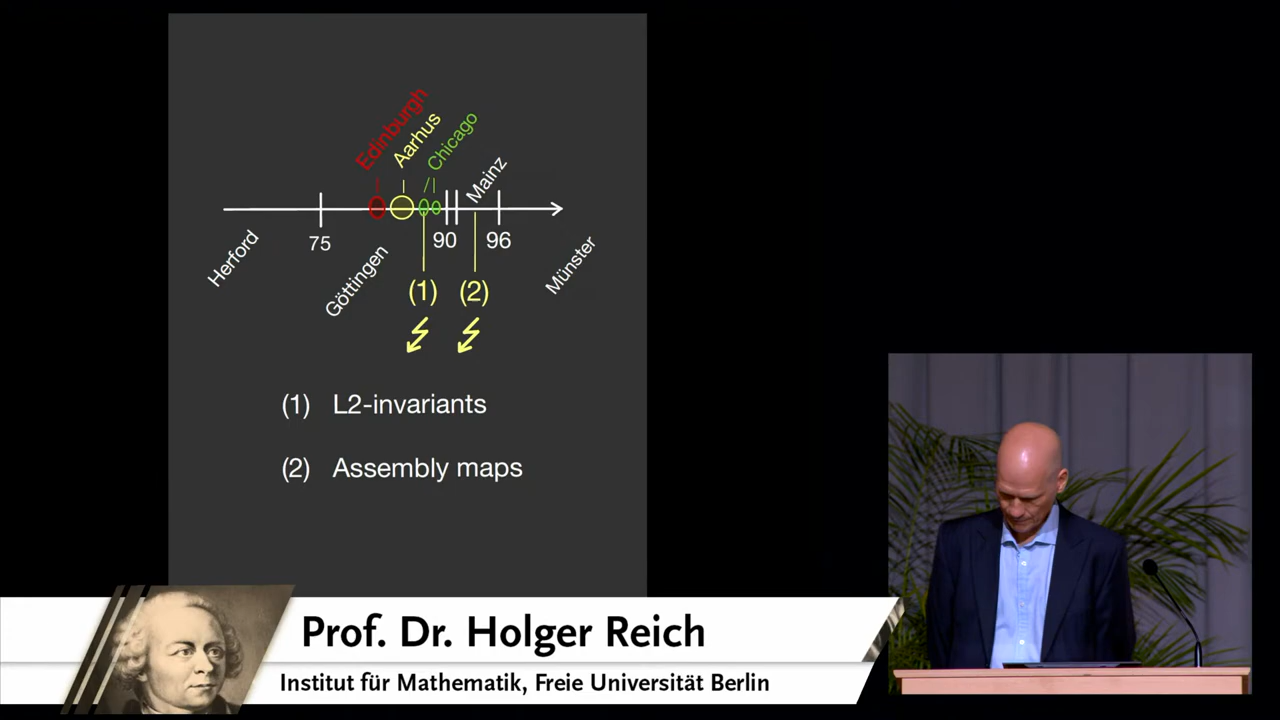 Edinburgh
Aarhus
Chicago
Mainz
75
90
96
Herford
Göttingen
Münster
(1)
(2)
(1) L2-invariants
(2) Assembly maps
Prof. Dr. Holger Reich
Institut für Mathematik, Freie Universität Berlin